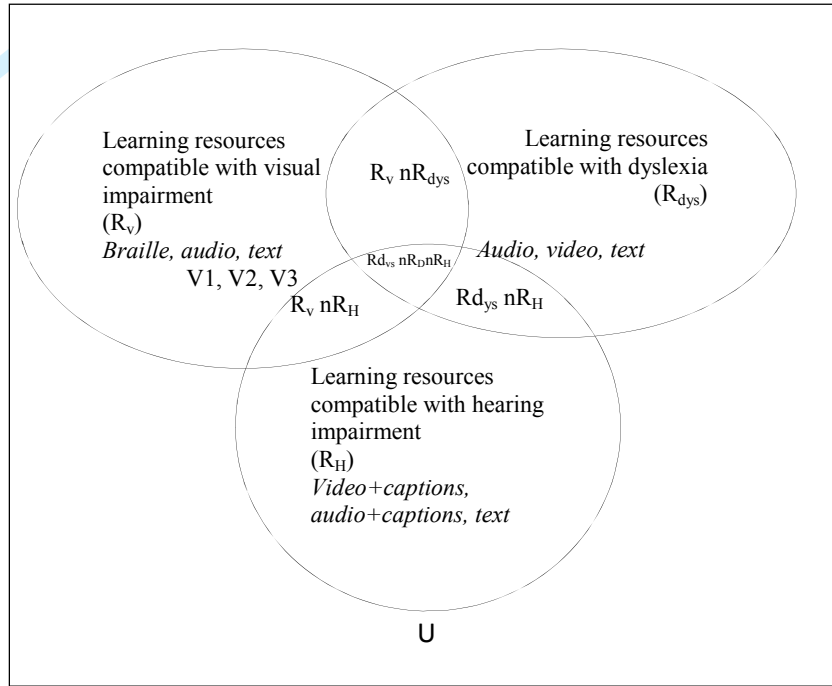 Learning resources
compatible with visual
impairment
(Rv)
Braille, audio, text
V1, V2, V3
Rv nRdys
Learning resources
compatible with dyslexia
(Rdys)
Audio, video, text
Rdvs nRDnRH
Rv nRH
Rdys nRH
Learning resources
compatible with hearing
impairment
(RH)
Video+captions,
audio+captions, text
U